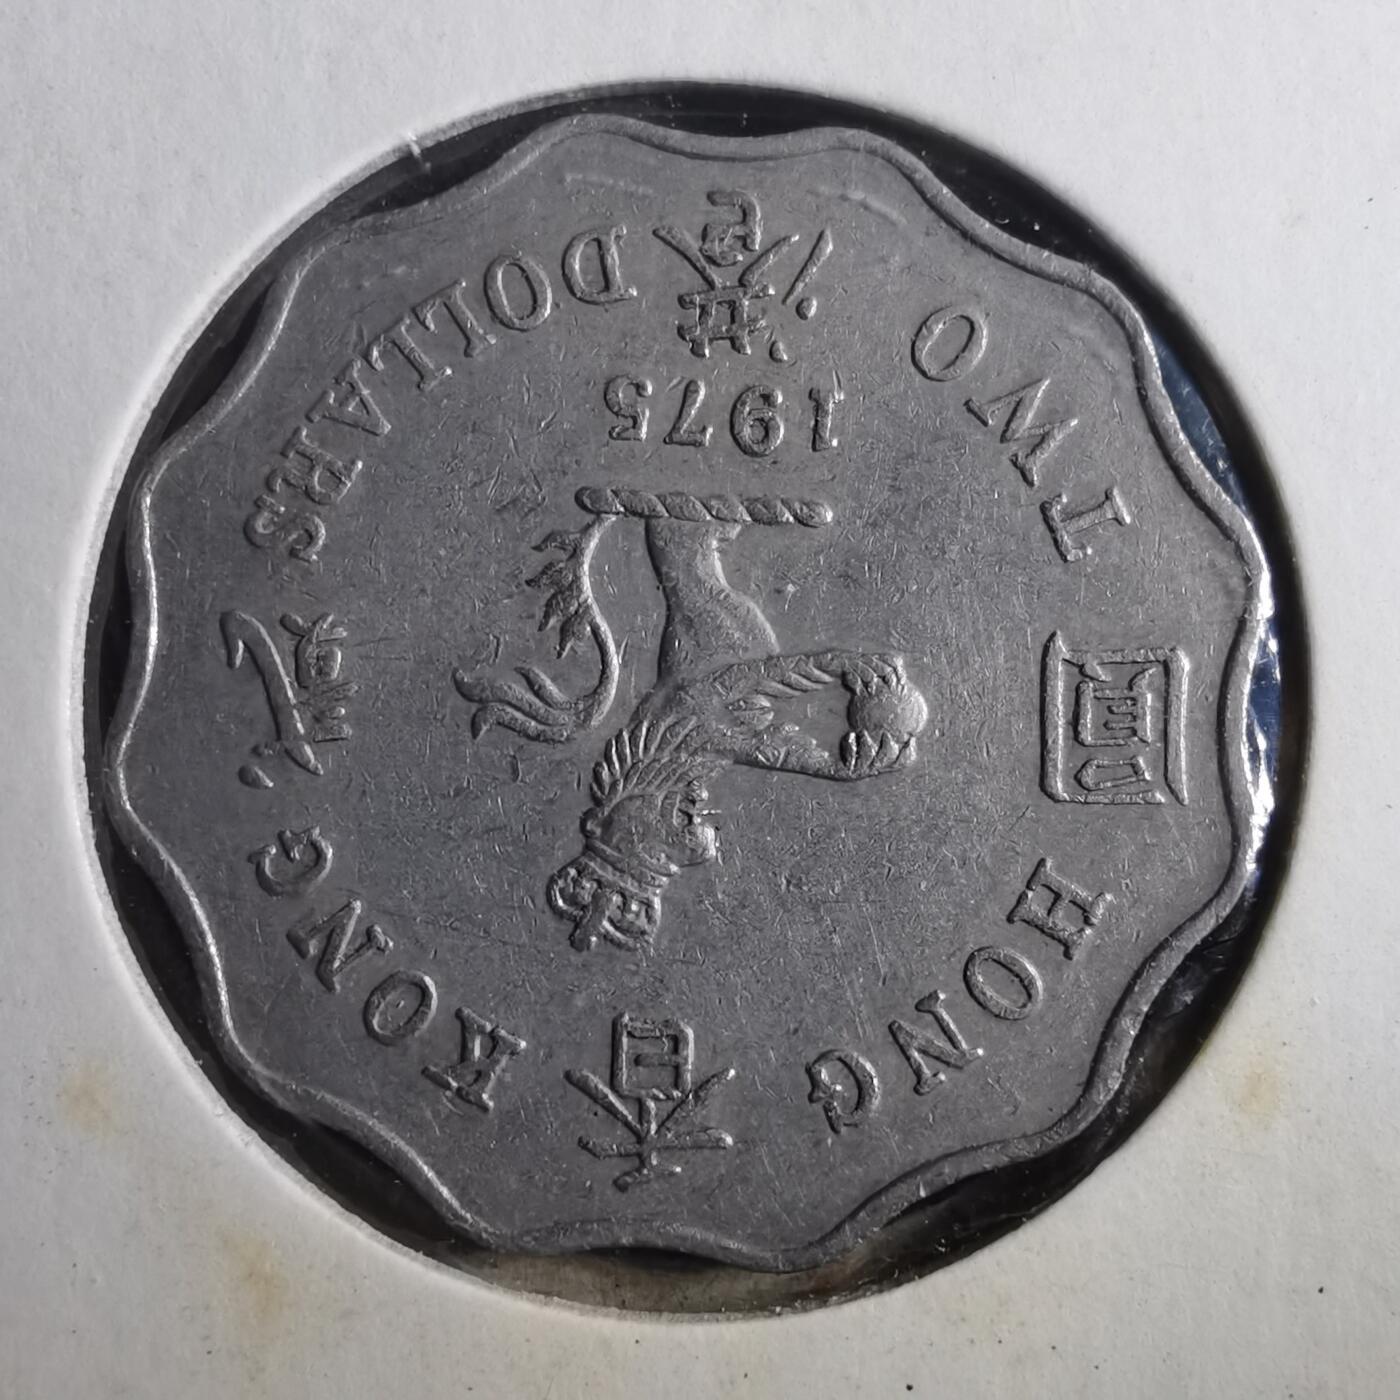 香
HONG KONG
貳圓
1975
港
TWO DOLLARS